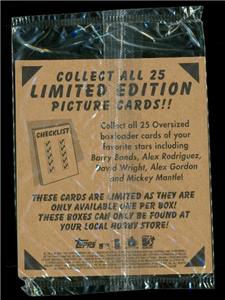 COLLECT ALL 25
LIMITED EDITION
PICTURE CARDS!!
CHECKLIST
Collect all 25 Oversized
boxloader cards of your
favorite stars including
Barry Bonds, Alex Rodriguez,
David Wright, Alex Gordon
and Mickey Mantle!
THESE CARDS ARE LIMITED AS THEY ARE
ONLY AVAILABLE ONE PER BOX!
THESE BOXES CAN ONLY BE FOUND AT
YOUR LOCAL HOBBY STORE!
Topps